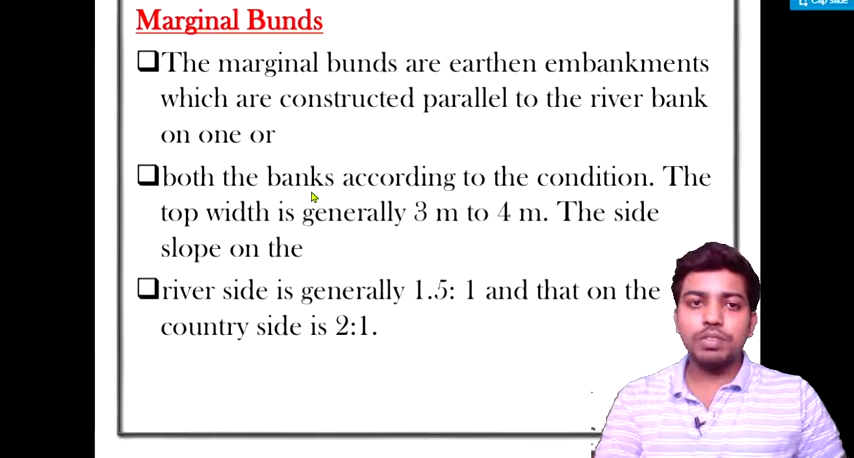 Clip slide
Marginal Bunds
❑The marginal bunds are earthen embankments
which are constructed parallel to the river bank
on one or
❑both the banks according to the condition. The
top width is generally 3 m to 4 m. The side
slope on the
❑river side is generally 1.5: 1 and that on the
country side is 2:1.